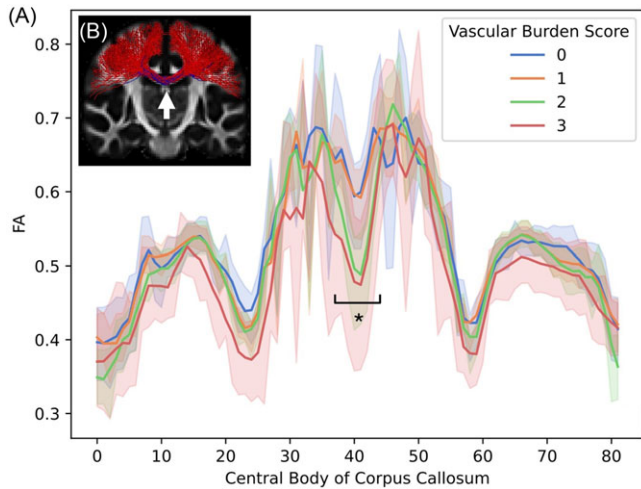 (A)
(B)
Vascular Burden Score
0
1
2
3
0.8
0.7
0.6
0.5
0.4
0.3
FA
*
0 10 20 30 40 50 60 70 80
Central Body of Corpus Callosum